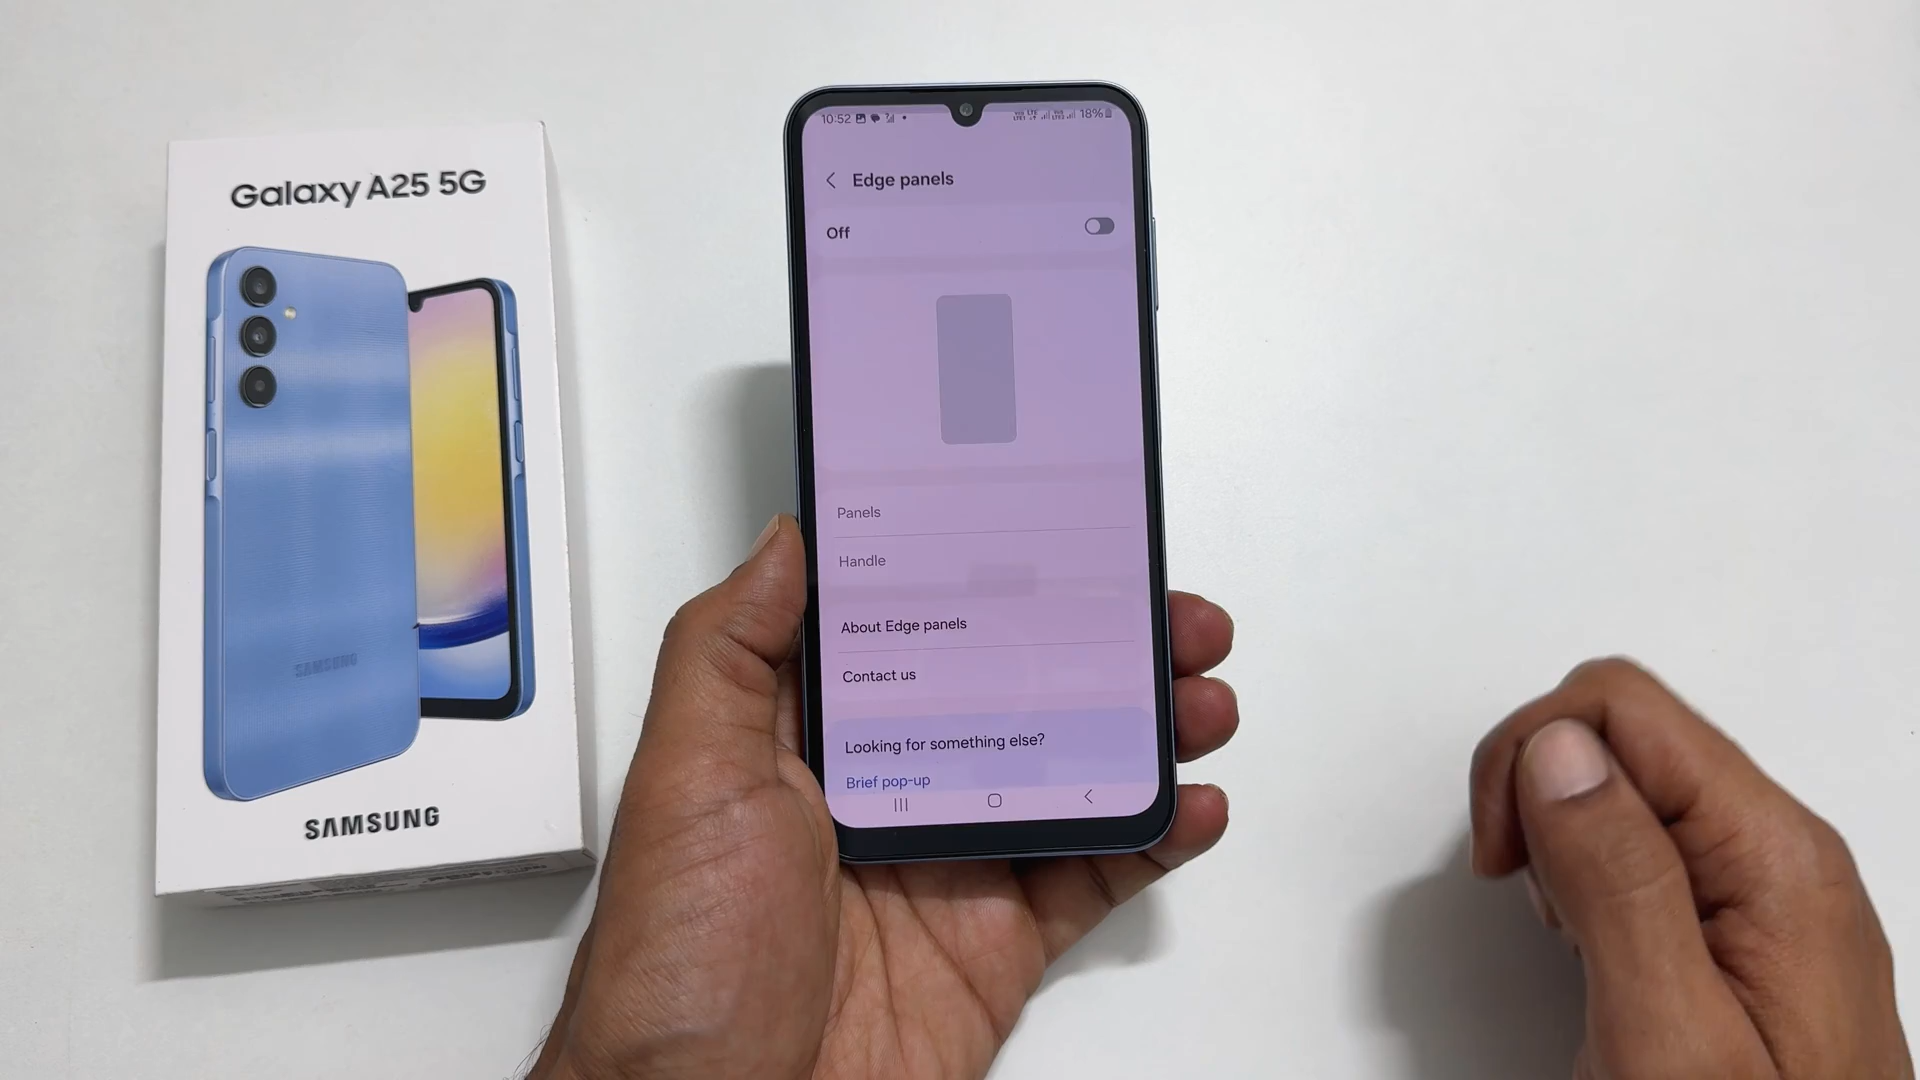 Galaxy A25 5G
SAMSUNG
SAMSUNG
10:52
18%
Edge panels
Off
Panels
Handle
About Edge panels
Contact us
Looking for something else?
Brief pop-up